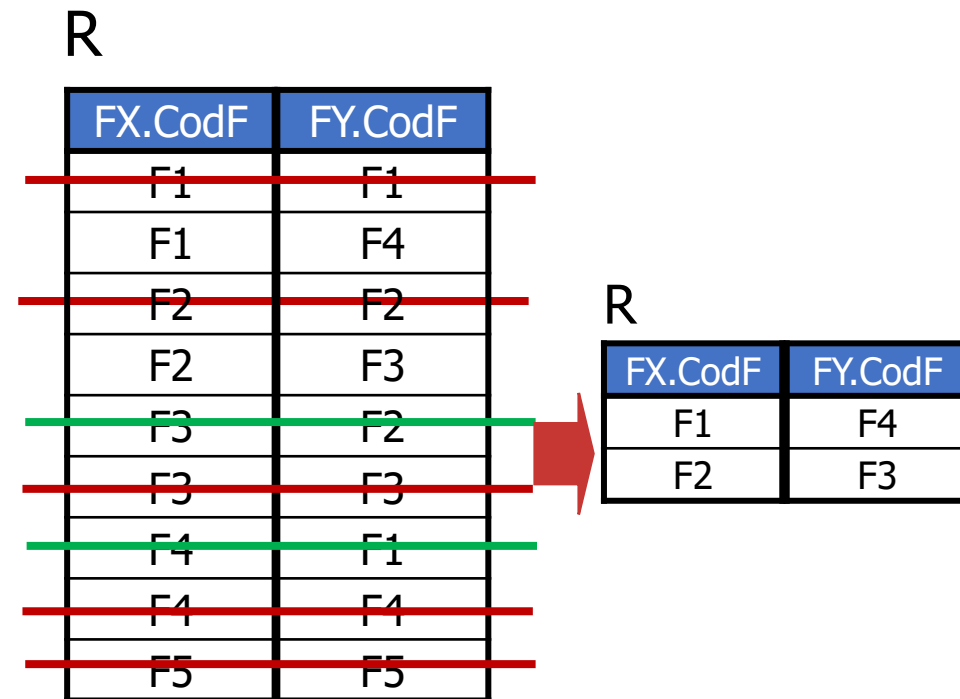 R
FX.CodF FY.CodF
F1 F1
F1 F4
F2 F2
F2 F3
F3 F2
F3 F3
F4 F1
F4 F4
F5 F5
R
FX.CodF FY.CodF
F1 F4
F2 F3